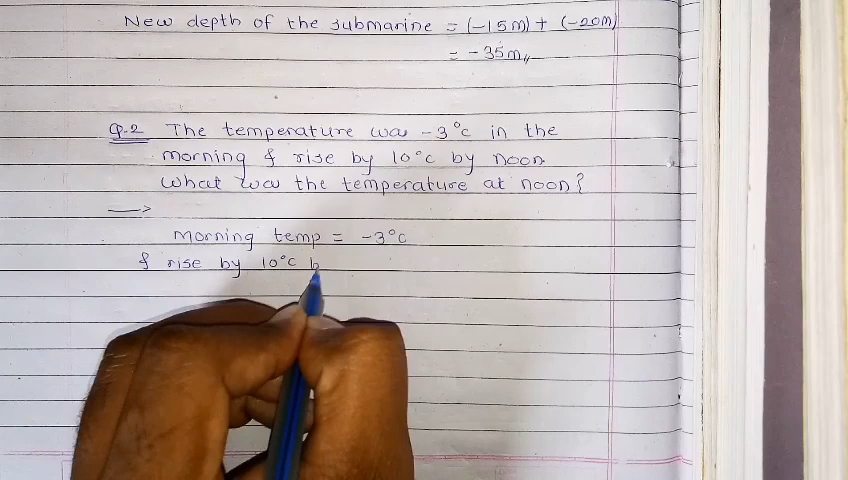 New depth of the submarine = (-15m) + (-20m)
= -35m,,
Q.2 The temperature was -3°c in the
morning & rise by 10°c by noon.
What was the temperature at noon?
→
Morning temp = -3°c
& rise by 10°c b